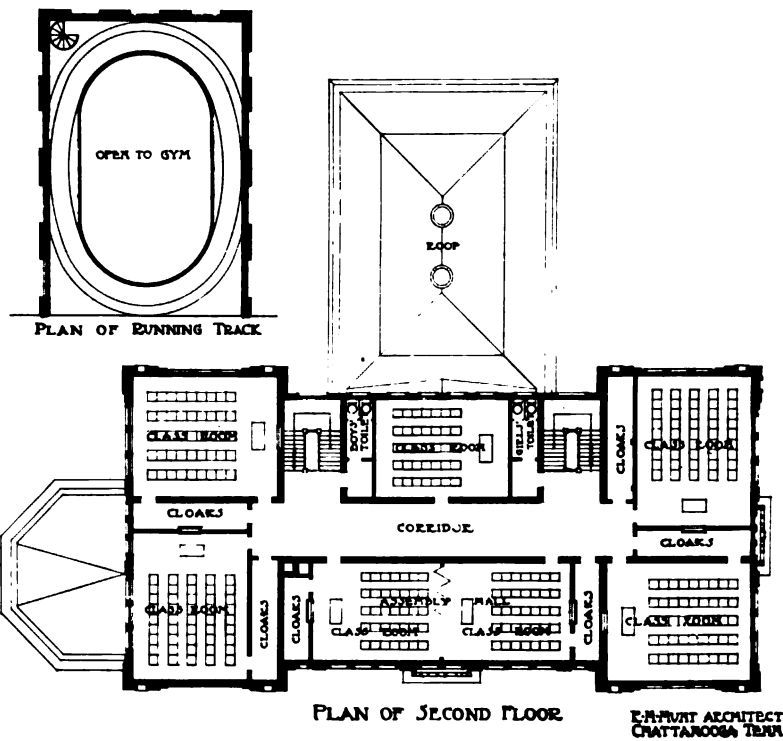 OPEN TO GYM
PLAN OF RUNNING TRACK
ROOF
CLASS ROOM
BOYS'
TOILET
CLASS ROOM
GIRLS'
TOILET
CLOAKS
CLASS ROOM
CLOAKS
CORRIDOR
CLOAKS
CLASS ROOM
CLOAKS
CLOAKS
ASSEMBLY HALL
CLASS ROOM
CLASS ROOM
CLOAKS
CLASS ROOM
PLAN OF SECOND FLOOR
R.H. HUNT ARCHITECT
CHATTANOOGA TENN